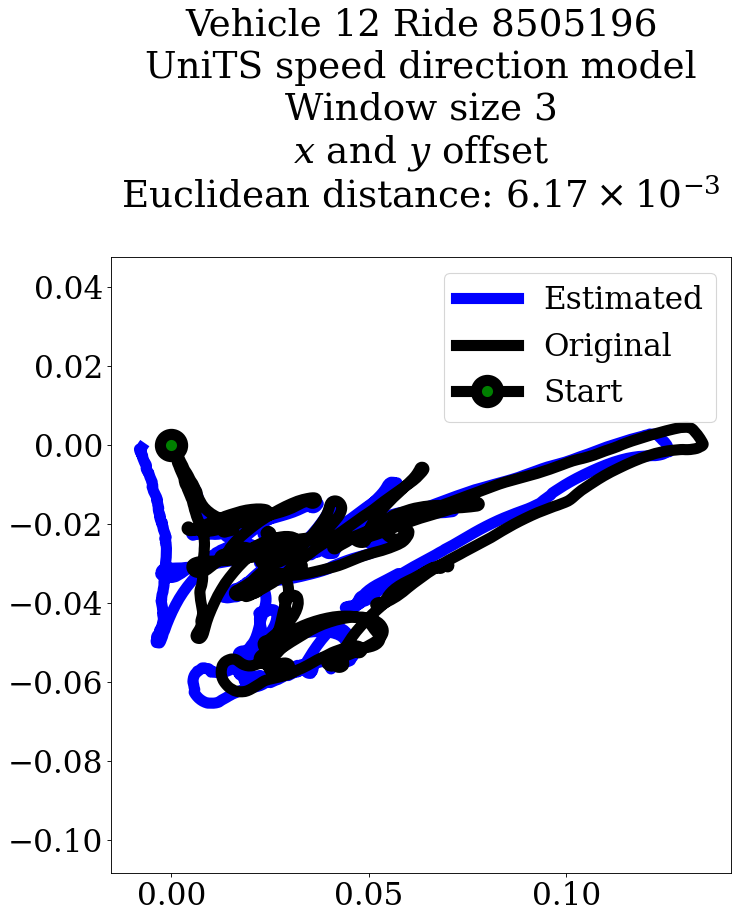 Vehicle 12 Ride 8505196
UniTS speed direction model
Window size 3
x and y offset
Euclidean distance: 6.17 × 10⁻³
Estimated
Original
Start
0.04
0.02
0.00
−0.02
−0.04
−0.06
−0.08
−0.10
0.00 0.05 0.10